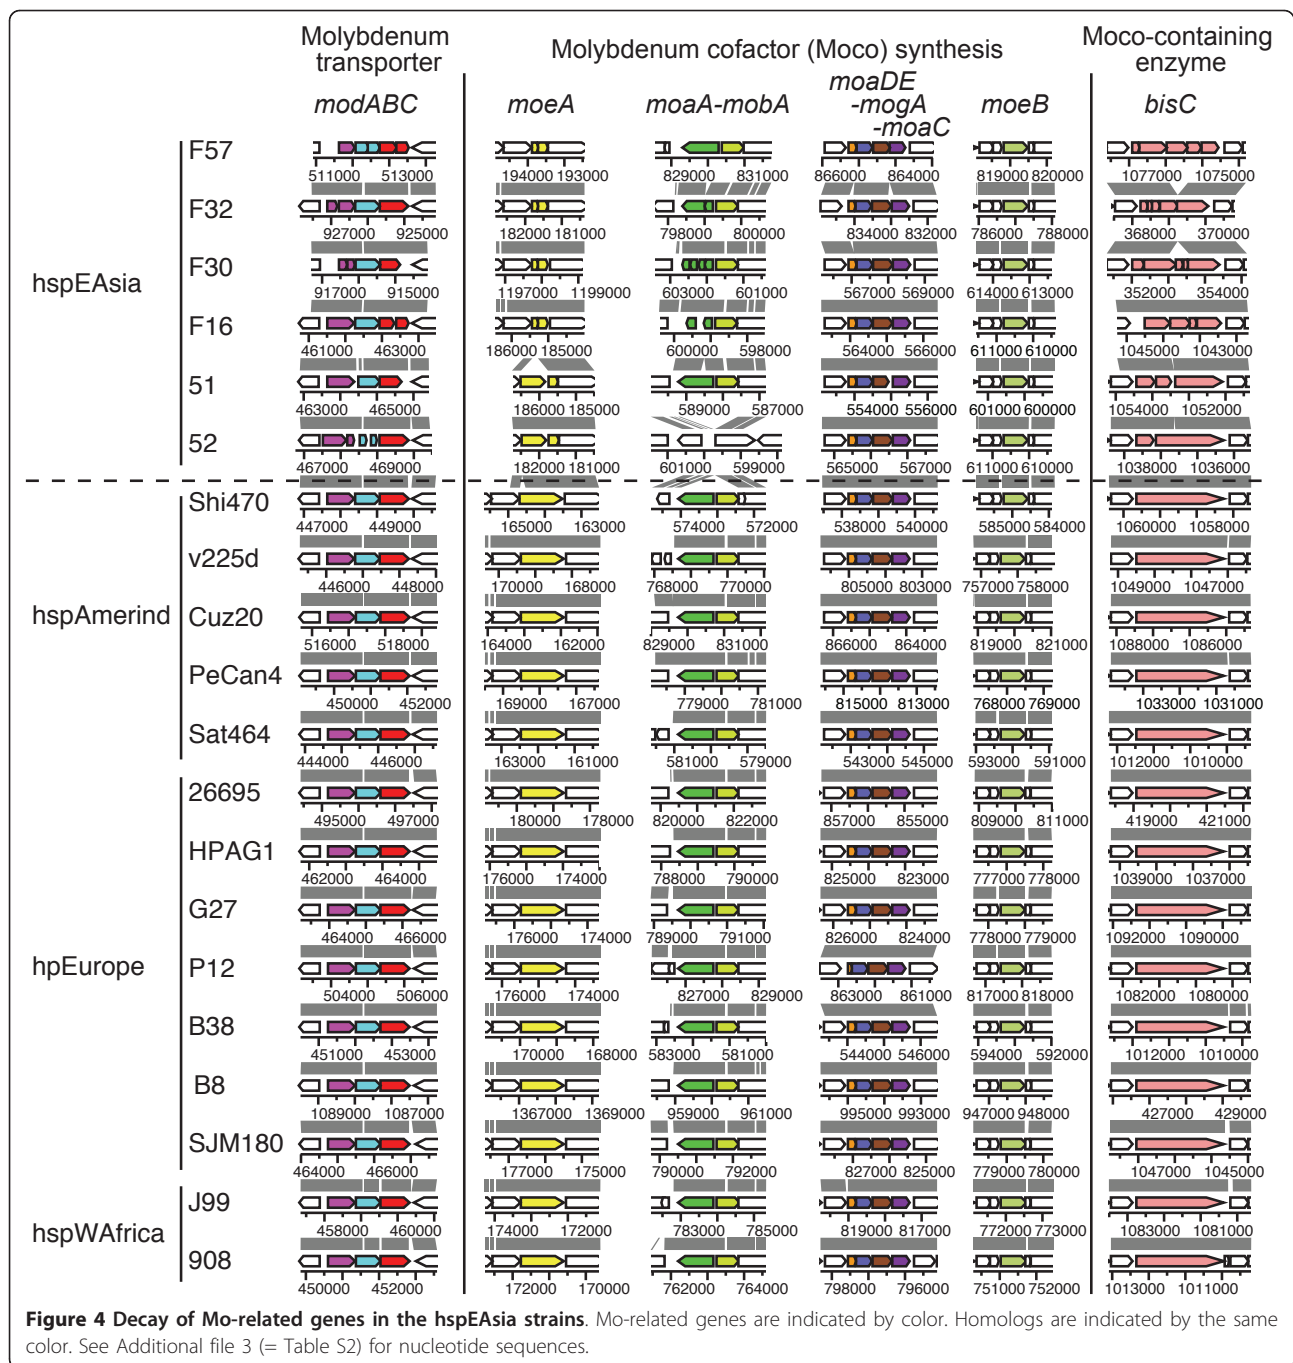 Molybdenum transporter
Molybdenum cofactor (Moco) synthesis
Moco-containing enzyme
modABC
moeA
moaA-mobA
moaDE -mogA -moaC
moeB
bisC
hspEAsia
F57
511000 513000 194000 193000 829000 831000 866000 864000 819000 820000 1077000 1075000
F32
927000 925000 182000 181000 798000 800000 834000 832000 786000 788000 368000 370000
F30
917000 915000 1197000 1199000 603000 601000 567000 569000 614000 613000 352000 354000
F16
461000 463000 186000 185000 600000 598000 564000 566000 611000 610000 1045000 1043000
51
463000 465000 186000 185000 589000 587000 554000 556000 601000 600000 1054000 1052000
52
467000 469000 182000 181000 601000 599000 565000 567000 611000 610000 1038000 1036000
hspAmerind
Shi470
447000 449000 165000 163000 574000 572000 538000 540000 585000 584000 1060000 1058000
v225d
446000 448000 170000 168000 768000 770000 805000 803000 757000 758000 1049000 1047000
Cuz20
516000 518000 164000 162000 829000 831000 866000 864000 819000 821000 1088000 1086000
PeCan4
450000 452000 169000 167000 779000 781000 815000 813000 768000 769000 1033000 1031000
Sat464
444000 446000 163000 161000 581000 579000 543000 545000 593000 591000 1012000 1010000
hpEurope
26695
495000 497000 180000 178000 820000 822000 857000 855000 809000 811000 419000 421000
HPAG1
462000 464000 176000 174000 788000 790000 825000 823000 777000 778000 1039000 1037000
G27
464000 466000 176000 174000 789000 791000 826000 824000 778000 779000 1092000 1090000
P12
504000 506000 176000 174000 827000 829000 863000 861000 817000 818000 1082000 1080000
B38
451000 453000 170000 168000 583000 581000 544000 546000 594000 592000 1012000 1010000
B8
1089000 1087000 1367000 1369000 959000 961000 995000 993000 947000 948000 427000 429000
SJM180
464000 466000 177000 175000 790000 792000 827000 825000 779000 780000 1047000 1045000
hspWAfrica
J99
458000 460000 174000 172000 783000 785000 819000 817000 772000 773000 1083000 1081000
908
450000 452000 172000 170000 762000 764000 798000 796000 751000 752000 1013000 1011000
Figure 4 Decay of Mo-related genes in the hspEAsia strains. Mo-related genes are indicated by color. Homologs are indicated by the same
color. See Additional file 3 (= Table S2) for nucleotide sequences.